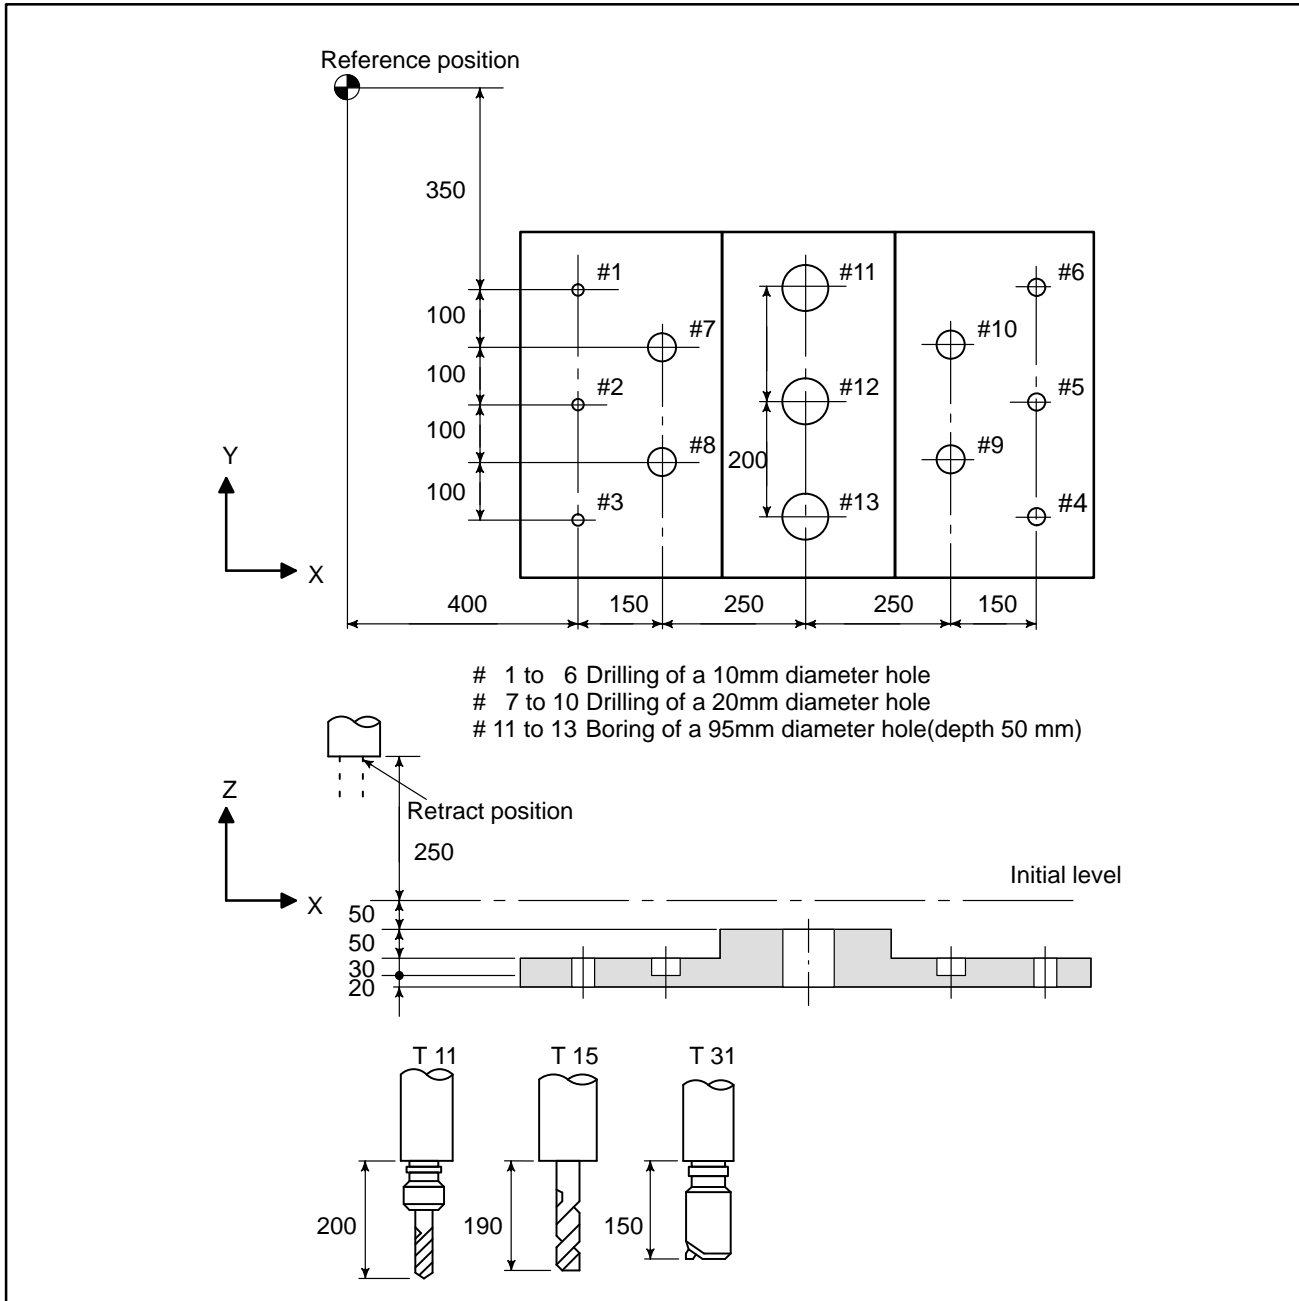 Reference position
350
#1
#11
#6
100
#7
#10
100
#2
#12
#5
100
#8
200
#9
Y
100
#3
#13
#4
X
400
150
250
250
150
# 1 to 6 Drilling of a 10mm diameter hole
# 7 to 10 Drilling of a 20mm diameter hole
# 11 to 13 Boring of a 95mm diameter hole(depth 50 mm)
Z
Retract position
250
Initial level
X
50
50
30
20
T 11
T 15
T 31
200
190
150